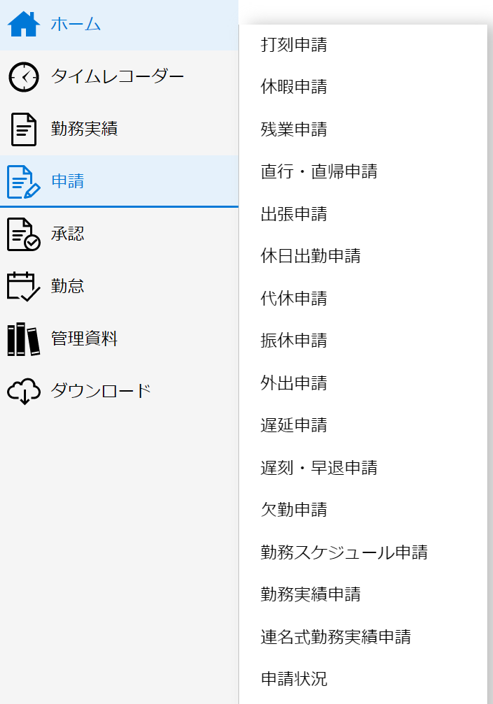 ホーム
タイムレコーダー
勤務実績
申請
承認
勤怠
管理資料
ダウンロード
打刻申請
休暇申請
残業申請
直行・直帰申請
出張申請
休日出勤申請
代休申請
振休申請
外出申請
遅延申請
遅刻・早退申請
欠勤申請
勤務スケジュール申請
勤務実績申請
連名式勤務実績申請
申請状況